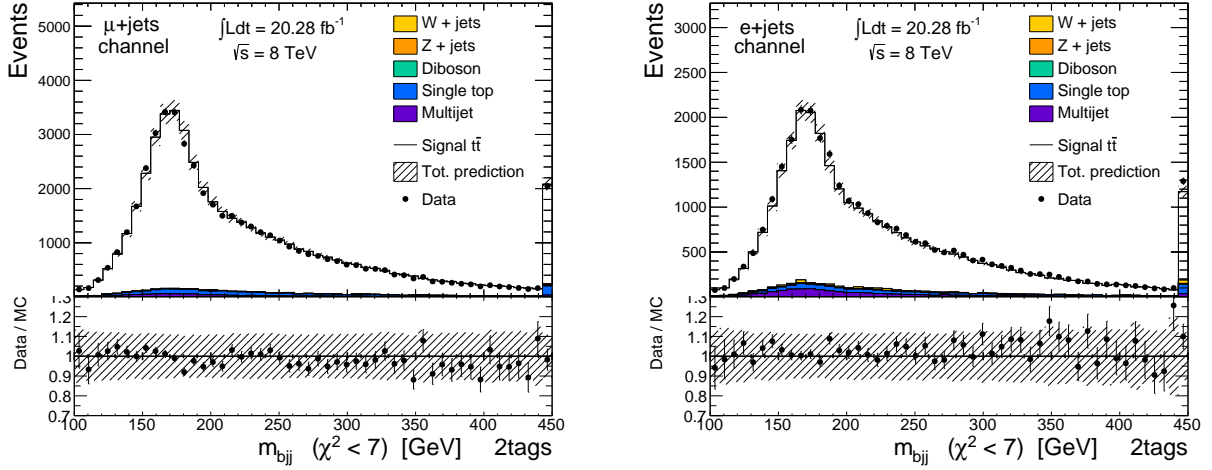 Events
5000
4000
3000
2000
1000
μ+jets
channel
∫Ldt = 20.28 fb⁻¹
√s = 8 TeV
W + jets
Z + jets
Diboson
Single top
Multijet
Signal tt̄
Tot. prediction
Data
Data / MC
1.3
1.2
1.1
1
0.9
0.8
0.7
100 150 200 250 300 350 400 450
m_bjj (χ² < 7) [GeV] 2tags
Events
3000
2500
2000
1500
1000
500
e+jets
channel
∫Ldt = 20.28 fb⁻¹
√s = 8 TeV
W + jets
Z + jets
Diboson
Single top
Multijet
Signal tt̄
Tot. prediction
Data
Data / MC
1.3
1.2
1.1
1
0.9
0.8
0.7
100 150 200 250 300 350 400 450
m_bjj (χ² < 7) [GeV] 2tags